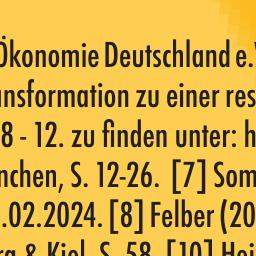 Ökonomie Deutschland e.V
nsformation zu einer res
8 - 12. zu finden unter: h
nchen, S. 12-26. [7] Som
.02.2024. [8] Felber (20
& Kiel, S. 58. [10] Hei